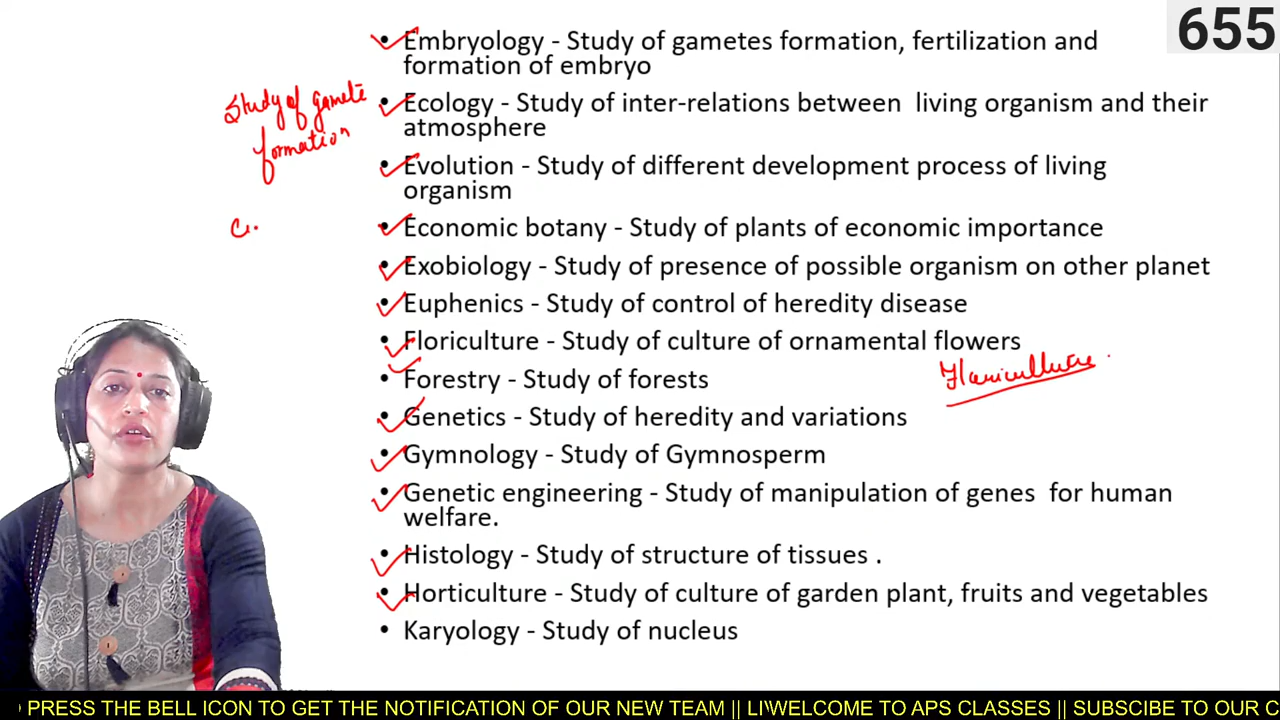 655
• Embryology - Study of gametes formation, fertilization and
formation of embryo
Study of gamete
formation
• Ecology - Study of inter-relations between living organism and their
atmosphere
• Evolution - Study of different development process of living
organism
• Economic botany - Study of plants of economic importance
• Exobiology - Study of presence of possible organism on other planet
• Euphenics - Study of control of heredity disease
• Floriculture - Study of culture of ornamental flowers
• Forestry - Study of forests
• Genetics - Study of heredity and variations
• Gymnology - Study of Gymnosperm
• Genetic engineering - Study of manipulation of genes for human
welfare.
• Histology - Study of structure of tissues .
• Horticulture - Study of culture of garden plant, fruits and vegetables
• Karyology - Study of nucleus
PRESS THE BELL ICON TO GET THE NOTIFICATION OF OUR NEW TEAM || LIWELCOME TO APS CLASSES || SUBSCIBE TO OUR